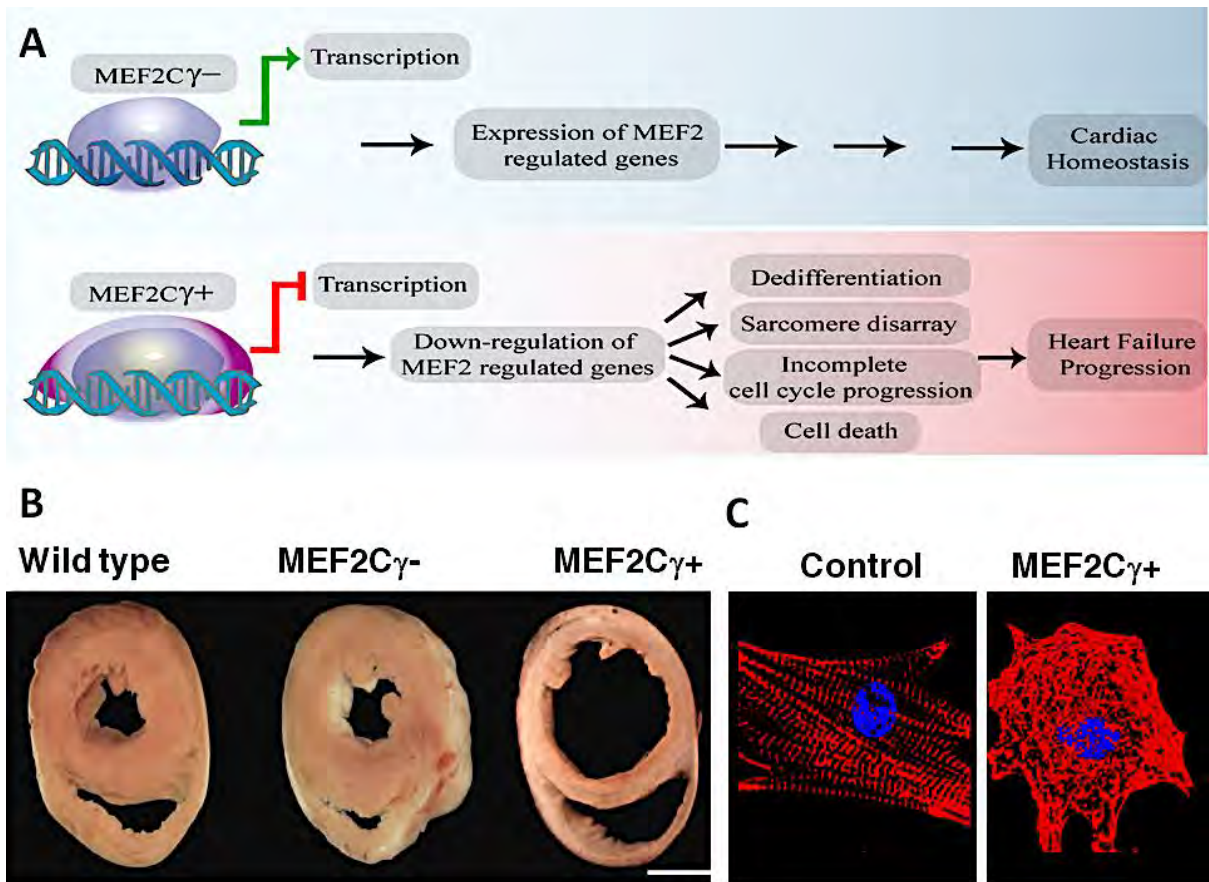 A
MEF2Cγ−
Transcription
Expression of MEF2
regulated genes
Cardiac
Homeostasis
MEF2Cγ+
Transcription
Down-regulation of
MEF2 regulated genes
Dedifferentiation
Sarcomere disarray
Incomplete
cell cycle progression
Cell death
Heart Failure
Progression
B
Wild type
MEF2Cγ-
MEF2Cγ+
C
Control
MEF2Cγ+